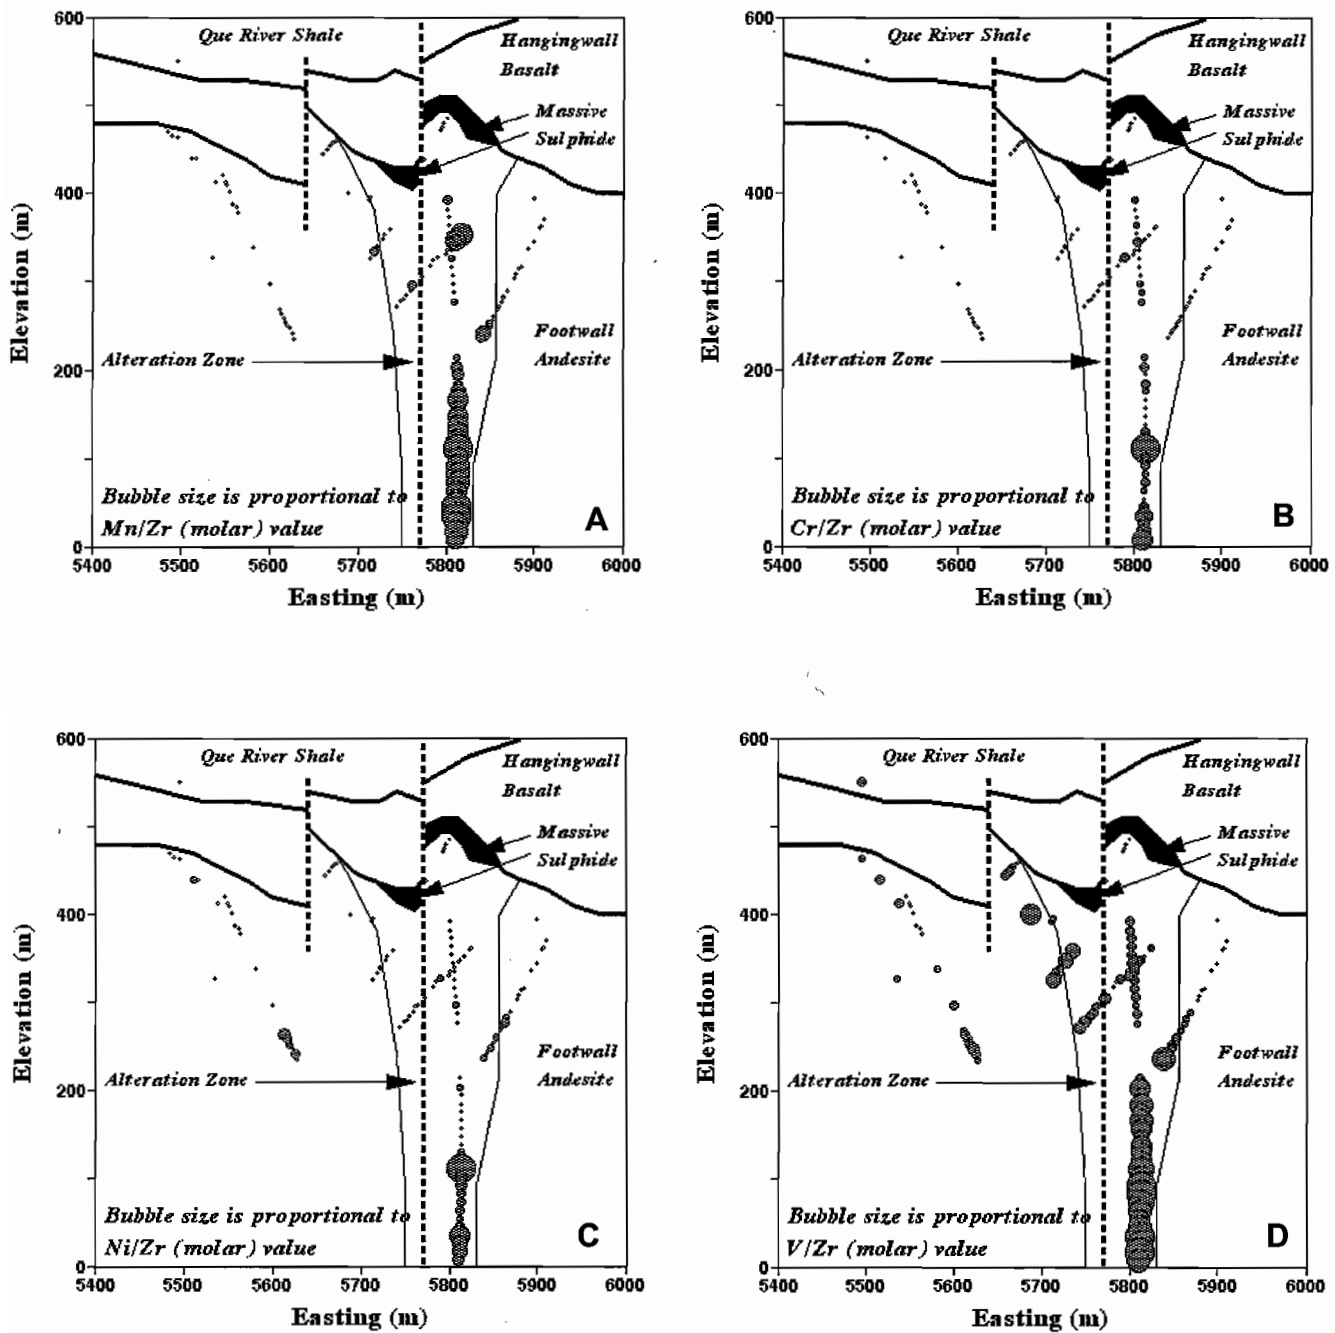 600
400
200
0
Elevation (m)
Que River Shale
Hangingwall
Basalt
Massive
Sulphide
Footwall
Andesite
Alteration Zone
Bubble size is proportional to
Mn/Zr (molar) value
A
5400 5500 5600 5700 5800 5900 6000
Easting (m)
600
400
200
0
Elevation (m)
Que River Shale
Hangingwall
Basalt
Massive
Sulphide
Footwall
Andesite
Alteration Zone
Bubble size is proportional to
Cr/Zr (molar) value
B
5400 5500 5600 5700 5800 5900 6000
Easting (m)
600
400
200
0
Elevation (m)
Que River Shale
Hangingwall
Basalt
Massive
Sulphide
Footwall
Andesite
Alteration Zone
Bubble size is proportional to
Ni/Zr (molar) value
C
5400 5500 5600 5700 5800 5900 6000
Easting (m)
600
400
200
0
Elevation (m)
Que River Shale
Hangingwall
Basalt
Massive
Sulphide
Footwall
Andesite
Alteration Zone
Bubble size is proportional to
V/Zr (molar) value
D
5400 5500 5600 5700 5800 5900 6000
Easting (m)